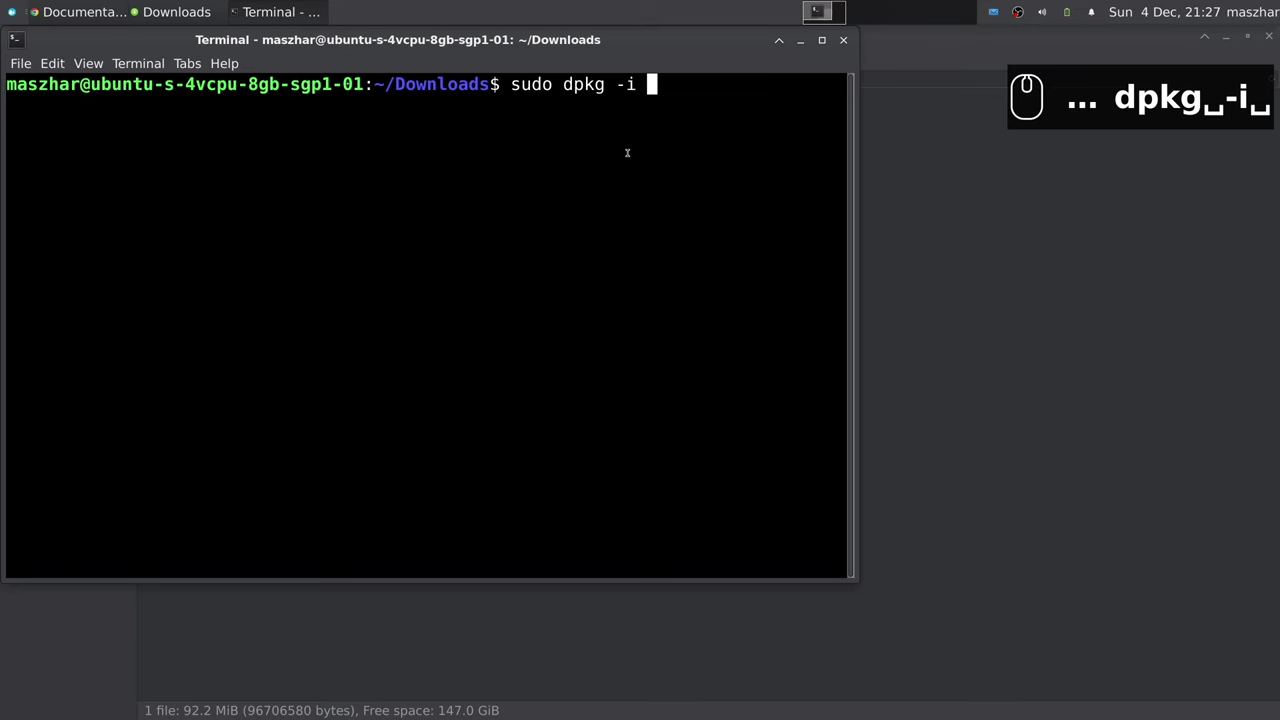 Documenta... Downloads Terminal - ... Sun 4 Dec, 21:27 maszhar
Terminal - maszhar@ubuntu-s-4vcpu-8gb-sgp1-01: ~/Downloads
File Edit View Terminal Tabs Help
maszhar@ubuntu-s-4vcpu-8gb-sgp1-01:~/Downloads$ sudo dpkg -i
... dpkg␣-i␣
1 file: 92.2 MiB (96706580 bytes), Free space: 147.0 GiB